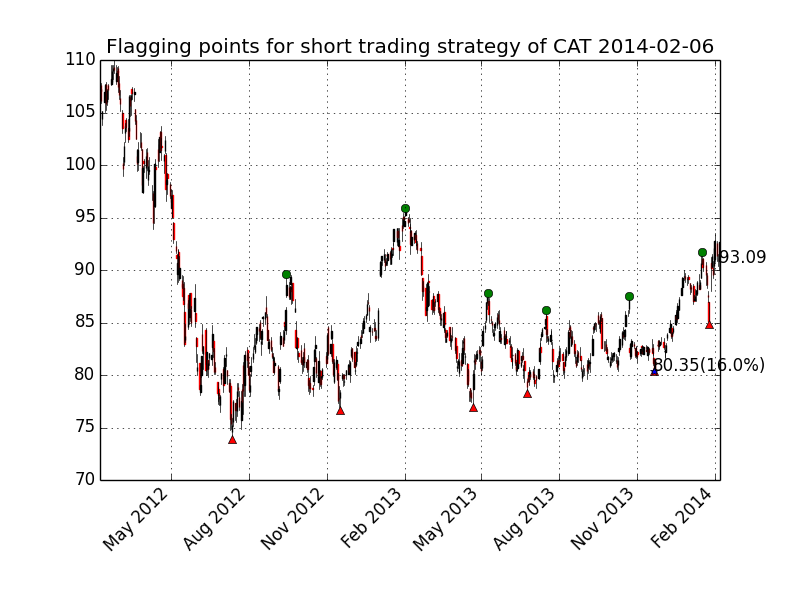 Flagging points for short trading strategy of CAT 2014-02-06
110
105
100
95
90
85
80
75
70
93.09
80.35(16.0%)
May 2012
Aug 2012
Nov 2012
Feb 2013
May 2013
Aug 2013
Nov 2013
Feb 2014